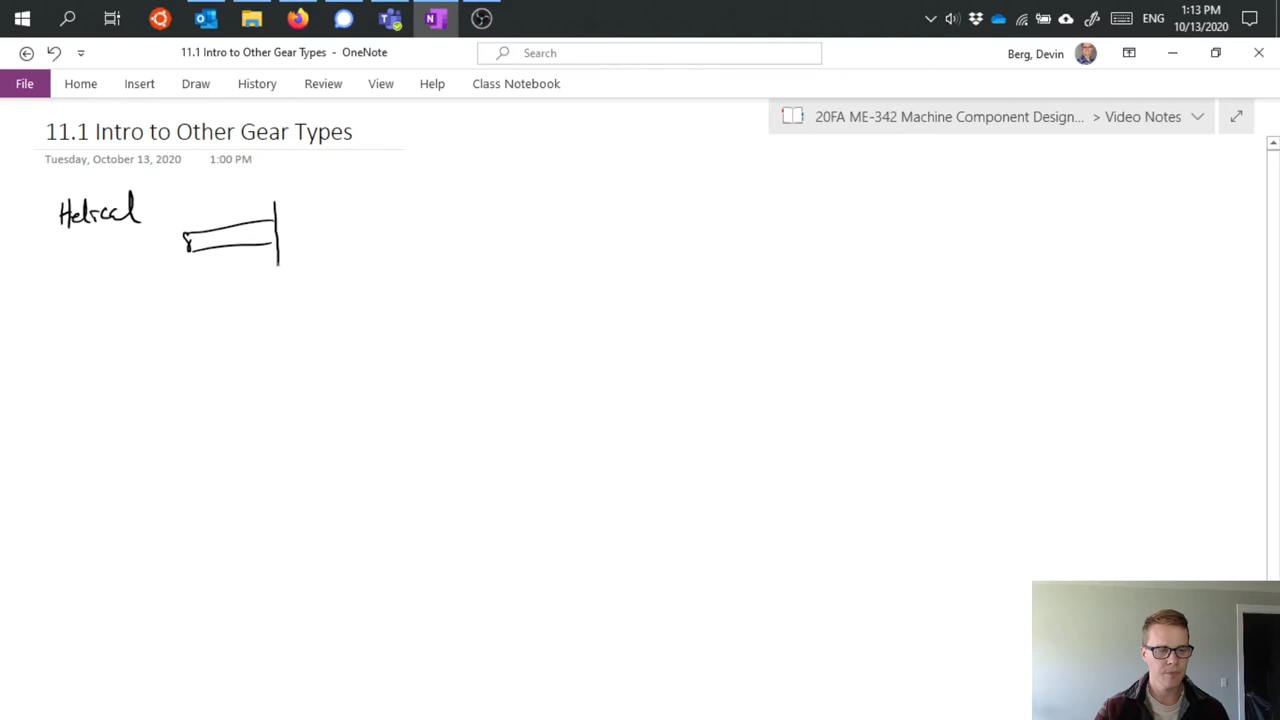 1:13 PM
ENG
10/13/2020
11.1 Intro to Other Gear Types - OneNote
Search
Berg, Devin
File Home Insert Draw History Review View Help Class Notebook
11.1 Intro to Other Gear Types
20FA ME-342 Machine Component Design... > Video Notes
Tuesday, October 13, 2020 1:00 PM
Helical